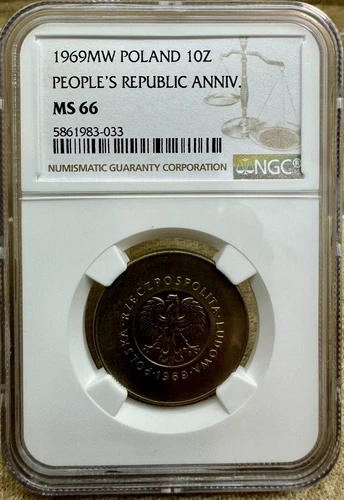 1969MW POLAND 10Z
PEOPLE'S REPUBLIC ANNIV.
MS 66
5861983-033
NUMISMATIC GUARANTY CORPORATION
NGC®
POLSKA · RZECZPOSPOLITA · LUDOWA
· 1969 ·